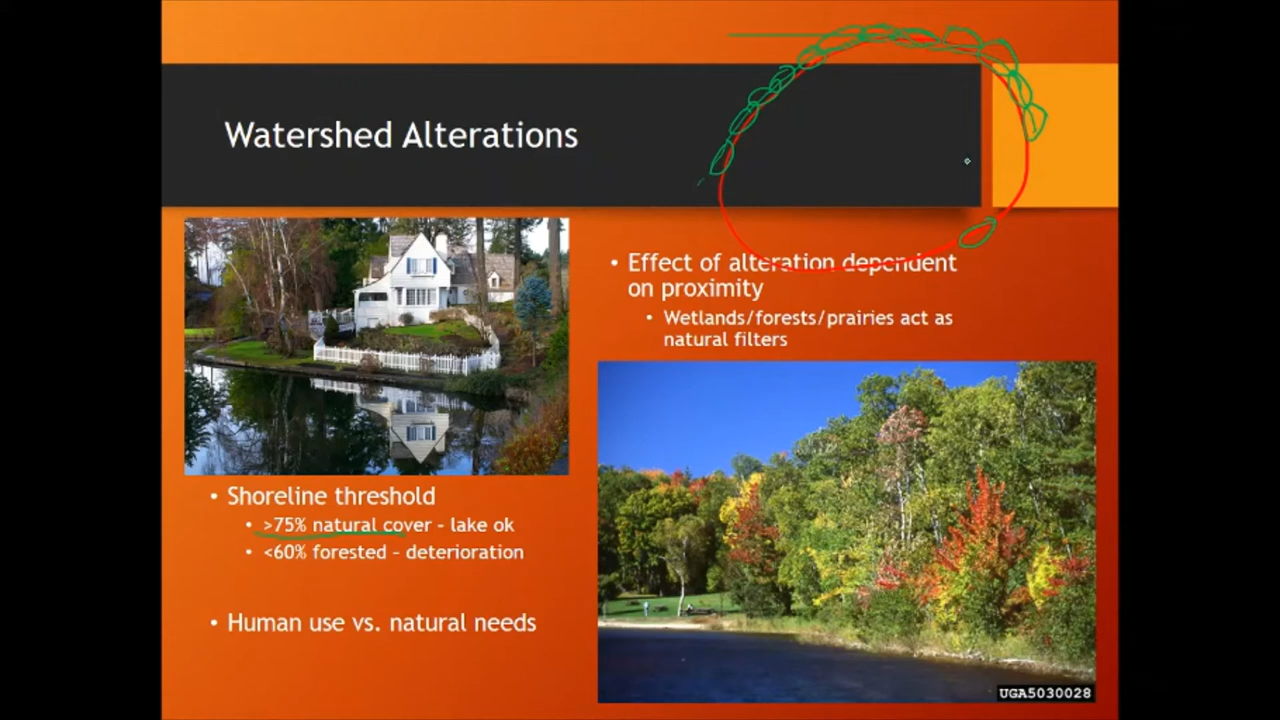 Watershed Alterations
• Effect of alteration dependent
on proximity
• Wetlands/forests/prairies act as
natural filters
• Shoreline threshold
• >75% natural cover - lake ok
• <60% forested - deterioration
• Human use vs. natural needs
UGA5030028